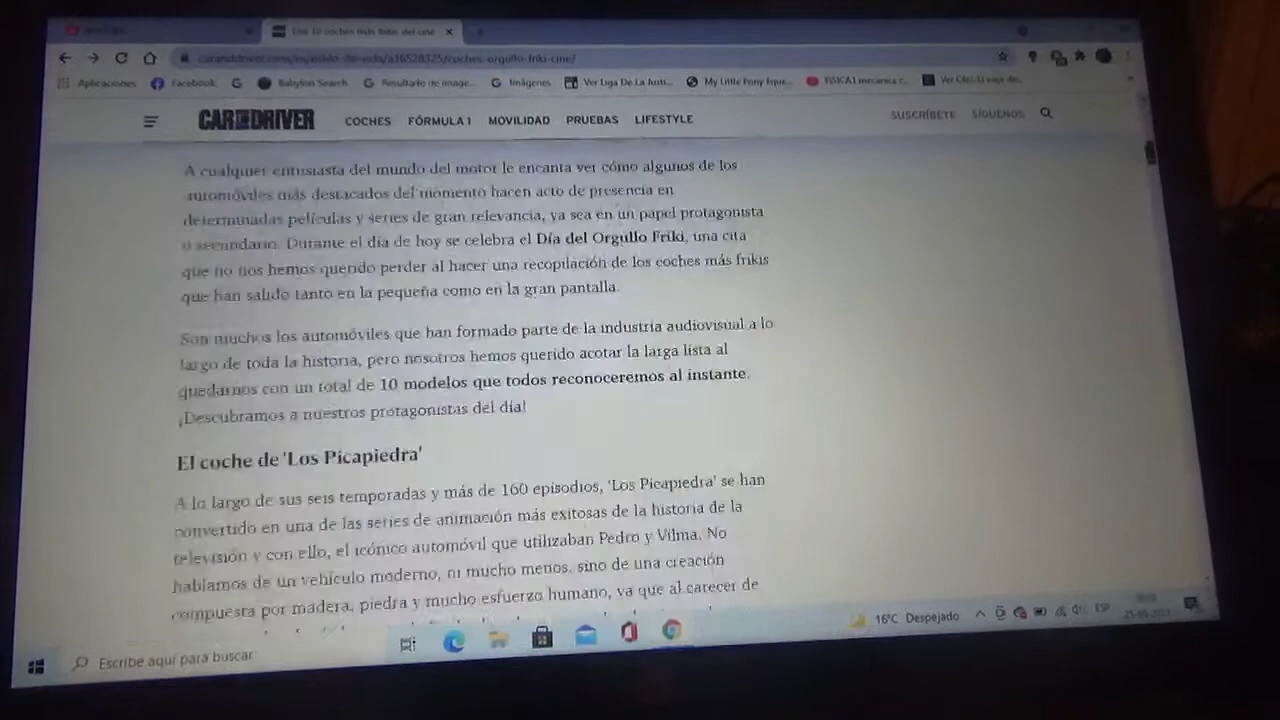 Los 10 coches más frikis del cine
caranddriver.com/es/estilo-de-vida/a36528325/coches-orgullo-friki-cine/
Aplicaciones Facebook G Babylon Search Resultado de image... Imágenes Ver Liga De La Justi... My Little Pony Eque... FISICA1 mecanica c...
CAR AND DRIVER COCHES FÓRMULA 1 MOVILIDAD PRUEBAS LIFESTYLE SUSCRÍBETE SÍGUENOS
A cualquier entusiasta del mundo del motor le encanta ver cómo algunos de los
automóviles más destacados del momento hacen acto de presencia en
determinadas películas y series de gran relevancia, ya sea en un papel protagonista
o secundario. Durante el día de hoy se celebra el Día del Orgullo Friki, una cita
que no nos hemos querido perder al hacer una recopilación de los coches más frikis
que han salido tanto en la pequeña como en la gran pantalla.
Son muchos los automóviles que han formado parte de la industria audiovisual a lo
largo de toda la historia, pero nosotros hemos querido acotar la larga lista al
quedarnos con un total de 10 modelos que todos reconoceremos al instante.
¡Descubramos a nuestros protagonistas del día!
El coche de 'Los Picapiedra'
A lo largo de sus seis temporadas y más de 160 episodios, 'Los Picapiedra' se han
convertido en una de las series de animación más exitosas de la historia de la
televisión y con ello, el icónico automóvil que utilizaban Pedro y Vilma. No
hablamos de un vehículo moderno, ni mucho menos, sino de una creación
compuesta por madera, piedra y mucho esfuerzo humano, ya que al carecer de
Escribe aquí para buscar 16°C Despejado ESP